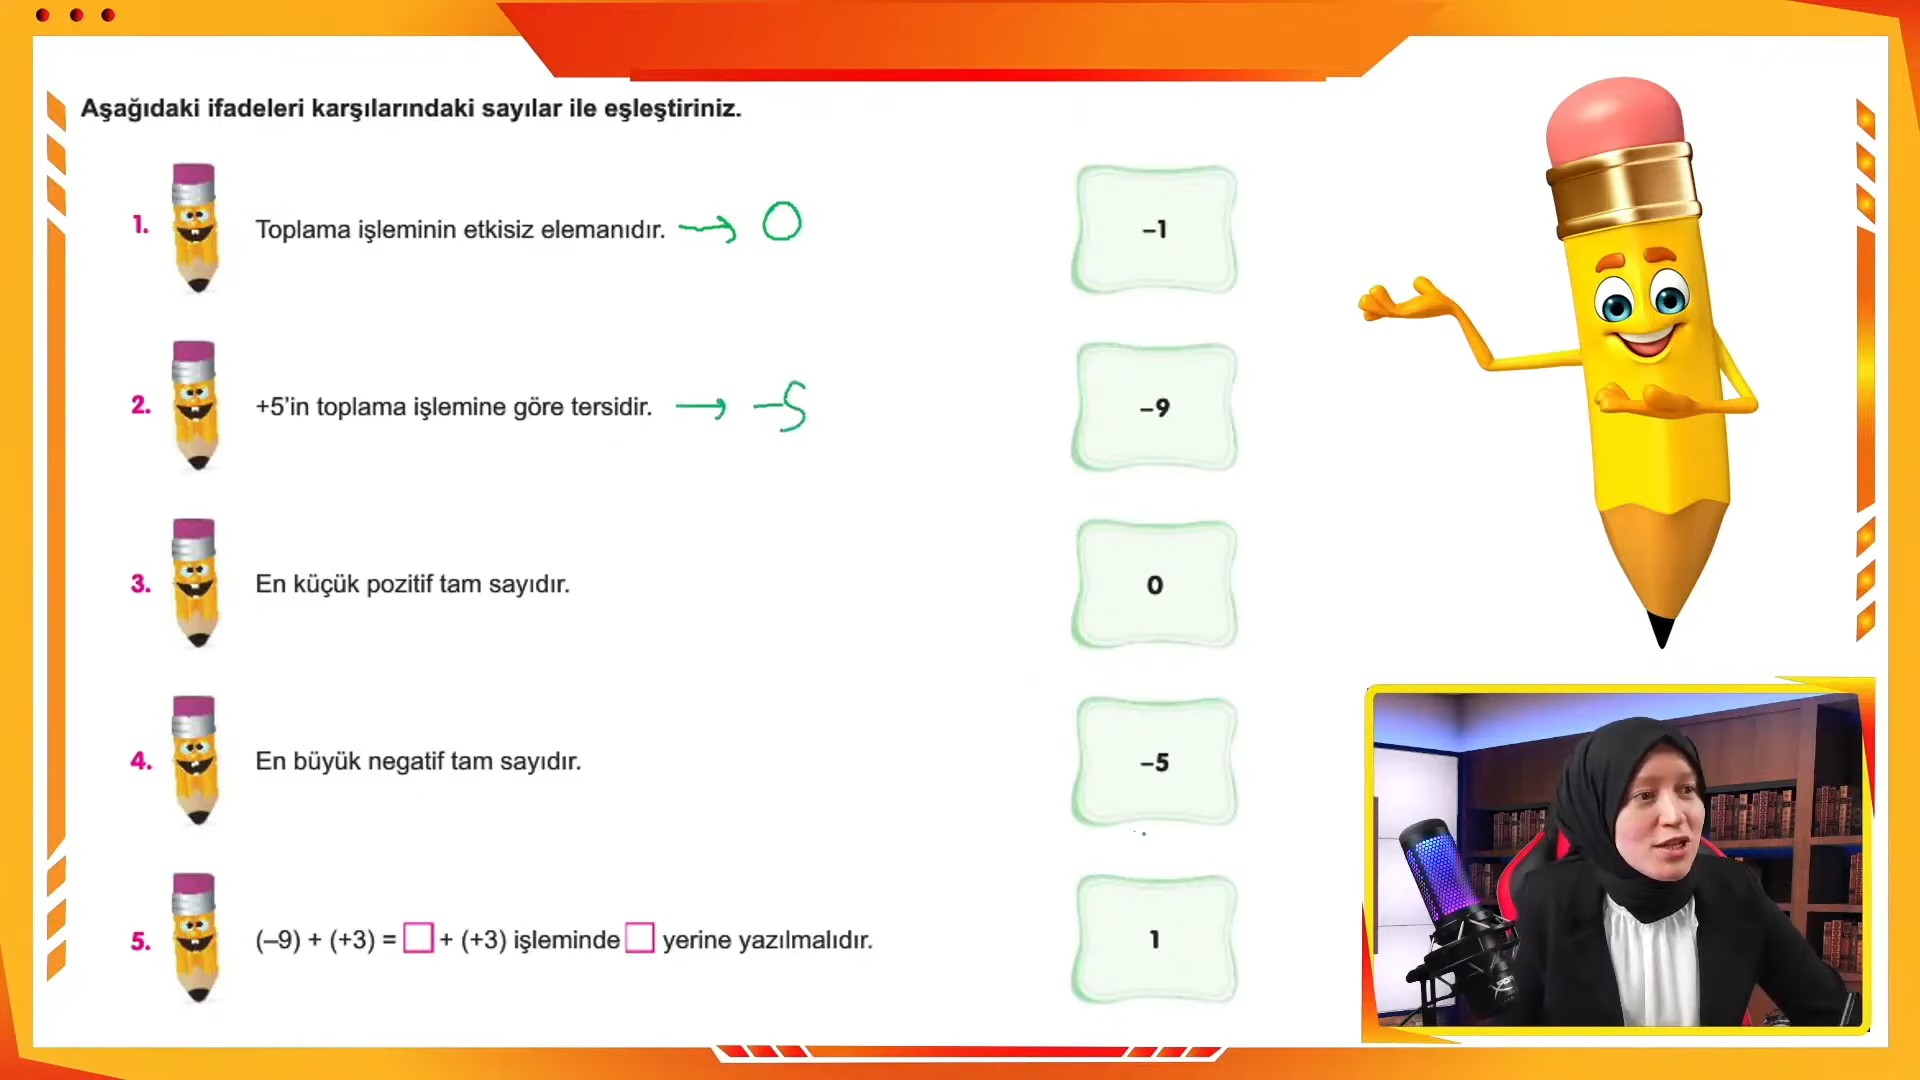 Aşağıdaki ifadeleri karşılarındaki sayılar ile eşleştiriniz.
1. Toplama işleminin etkisiz elemanıdır. → 0
–1
2. +5’in toplama işlemine göre tersidir. → –5
–9
3. En küçük pozitif tam sayıdır.
0
4. En büyük negatif tam sayıdır.
–5
5. (–9) + (+3) = □ + (+3) işleminde □ yerine yazılmalıdır.
1